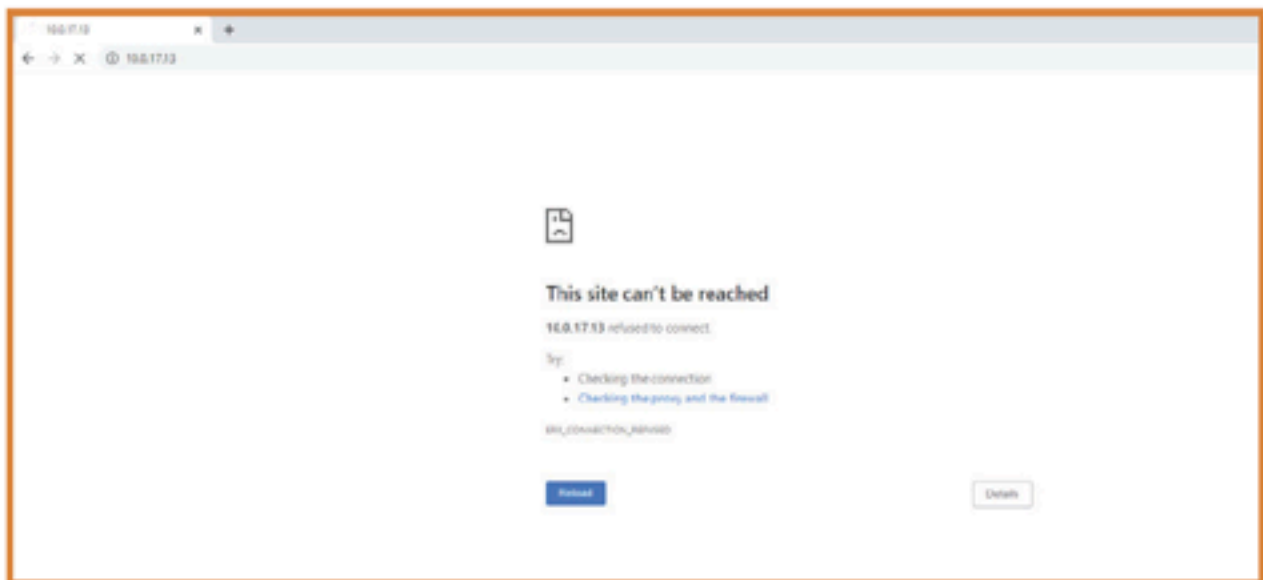 10.0.17.13
10.0.17.13
This site can't be reached
10.0.17.13 refused to connect.
Try:
Checking the connection
Checking the proxy and the firewall
ERR_CONNECTION_REFUSED
Reload
Details